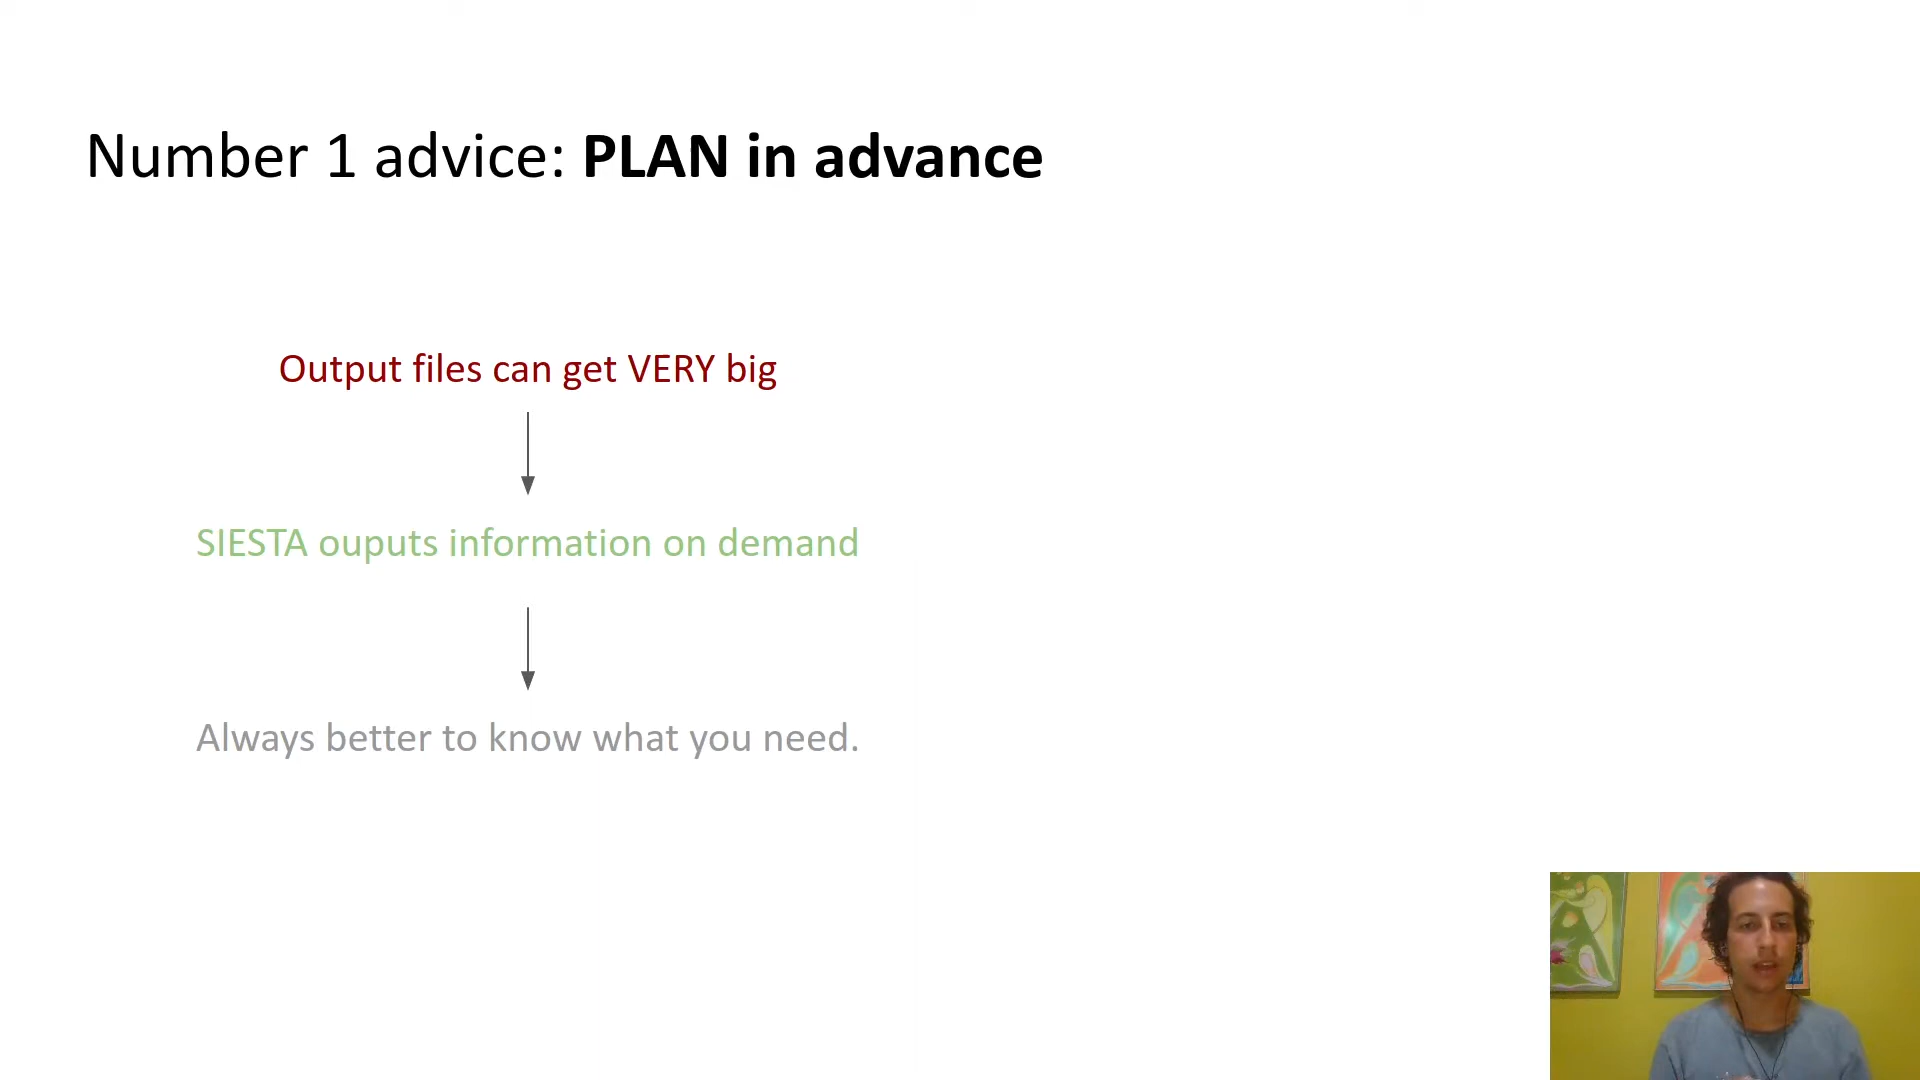 Number 1 advice: PLAN in advance
Output files can get VERY big
SIESTA ouputs information on demand
Always better to know what you need.